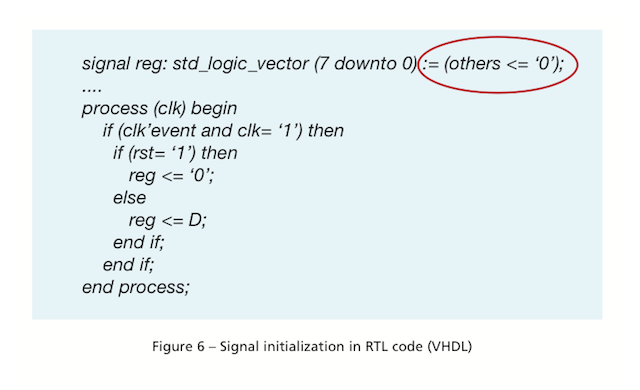 signal reg: std_logic_vector (7 downto 0) := (others <= ‘0’);
....
process (clk) begin
if (clk’event and clk= ‘1’) then
if (rst= ‘1’) then
reg <= ‘0’;
else
reg <= D;
end if;
end if;
end process;
Figure 6 – Signal initialization in RTL code (VHDL)